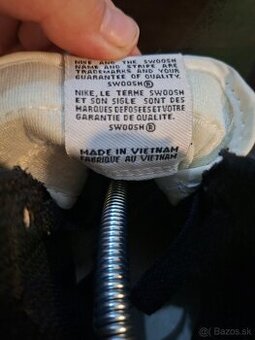 NIKE AND THE SWOOSH
NAME AND STRIPE ARE
TRADEMARKS AND YOUR
GUARANTEE OF QUALITY.
SWOOSH®
NIKE, LE TERME SWOOSH
ET SON SIGLE SONT DES
MARQUES DEPOSEES ET VOTRE
GARANTIE DE QUALITE.
SWOOSH®
MADE IN VIETNAM
FABRIQUE AU VIETNAM
© Bazos.sk